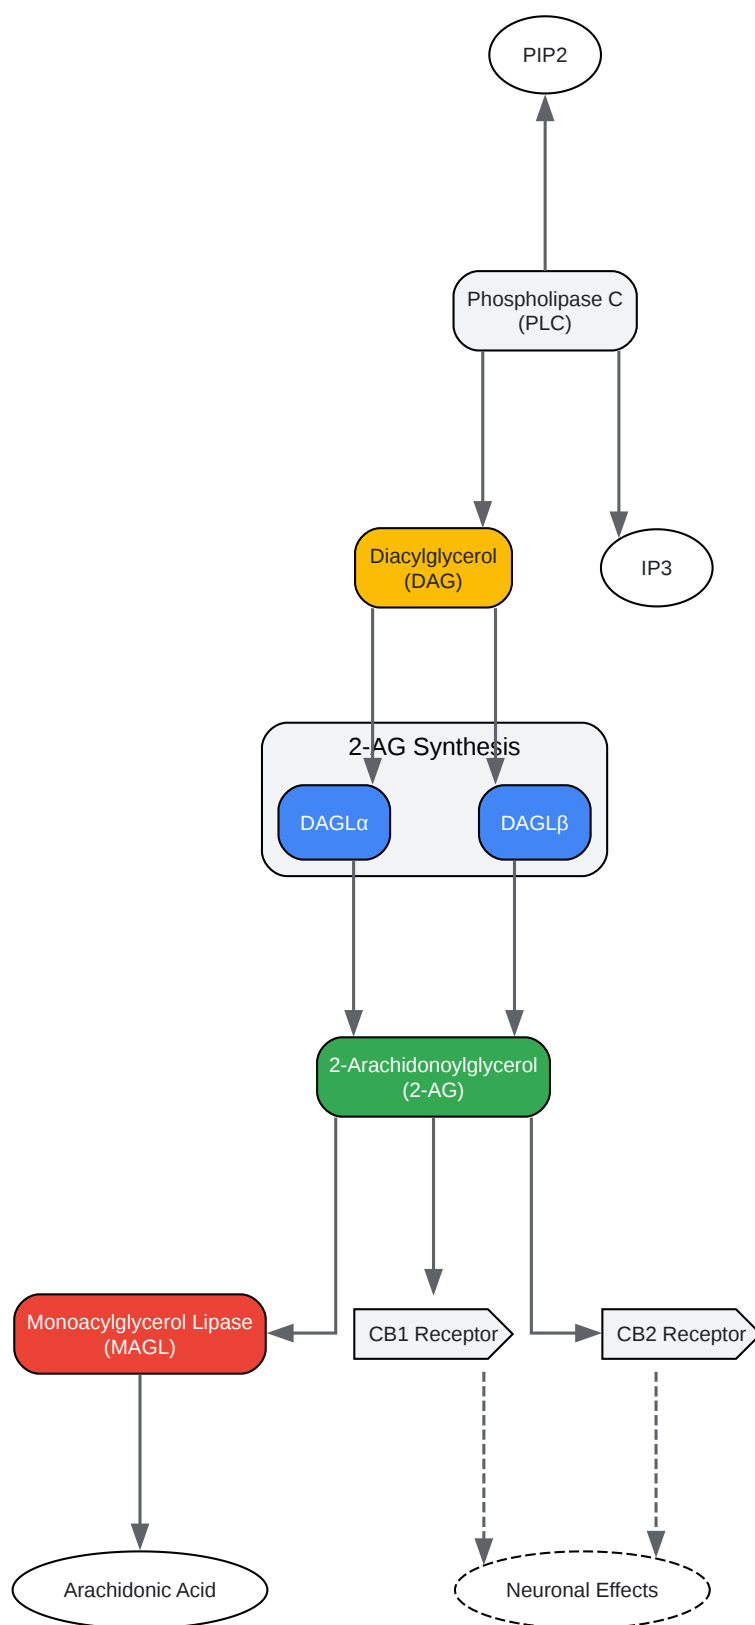 PIP2
Phospholipase C
(PLC)
Diacylglycerol
(DAG)
IP3
2-AG Synthesis
DAGLα
DAGLβ
2-Arachidonoylglycerol
(2-AG)
Monoacylglycerol Lipase
(MAGL)
CB1 Receptor
CB2 Receptor
Arachidonic Acid
Neuronal Effects